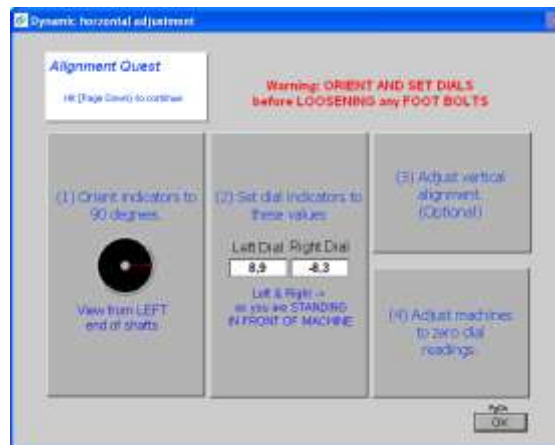 Dynamic horizontal adjustment
Alignment Quest
Hit [Page Down] to continue
Warning: ORIENT AND SET DIALS
before LOOSENING any FOOT BOLTS
(1) Orient indicators to
90 degrees.
View from LEFT
end of shafts
(2) Set dial indicators to
these values
Left Dial Right Dial
8.9 -8.3
Left & Right ->
as you are STANDING
IN FRONT OF MACHINE
(3) Adjust vertical
alignment.
(Optional)
(4) Adjust machines
to zero dial
readings.
PgDn
OK